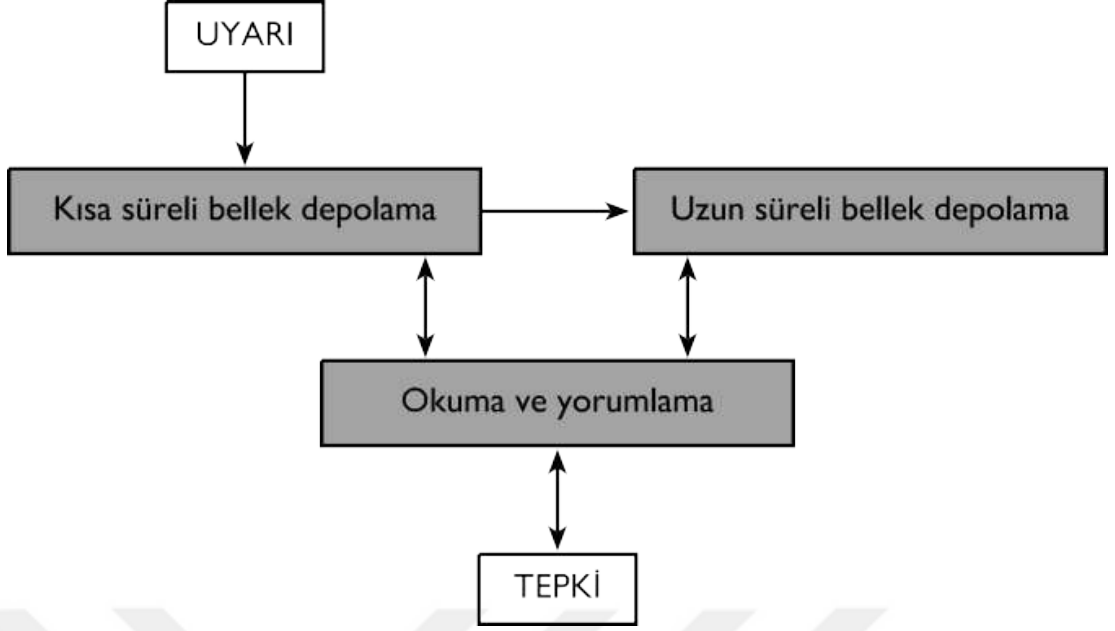 UYARI
Kısa süreli bellek depolama
Uzun süreli bellek depolama
Okuma ve yorumlama
TEPKİ